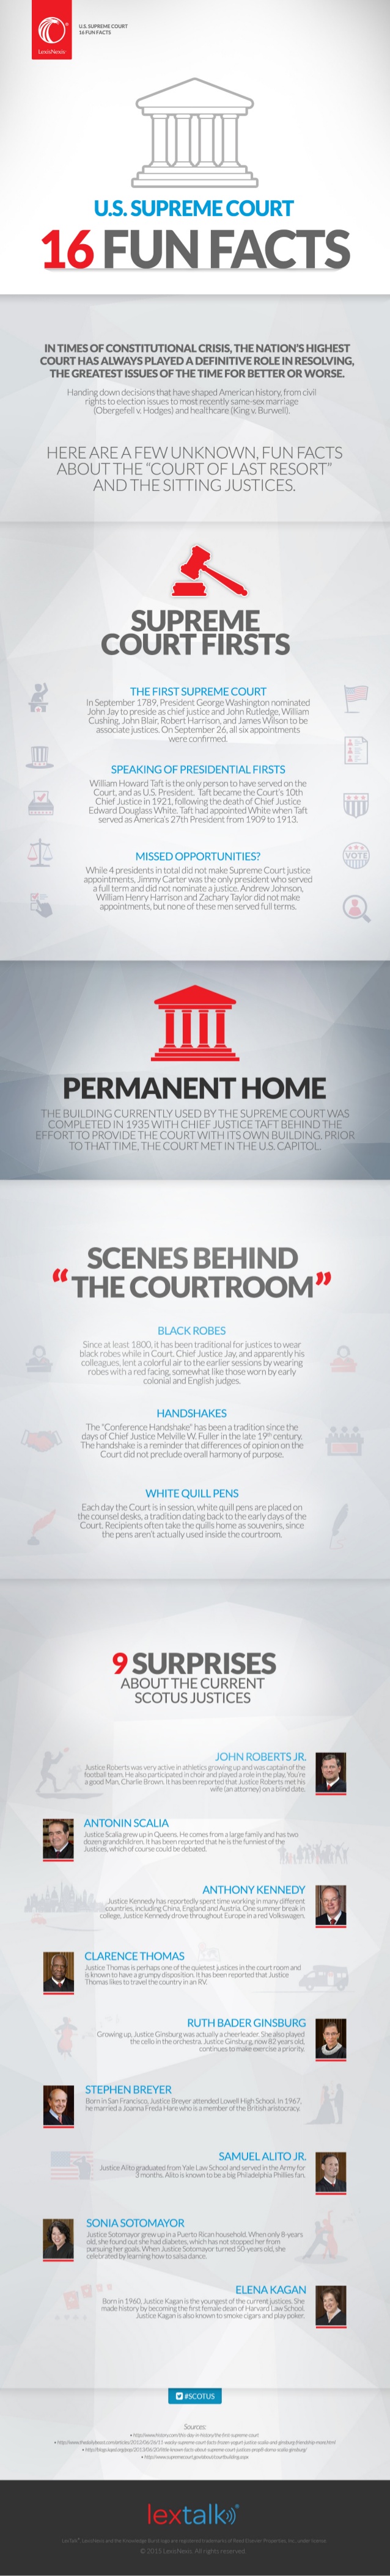 LexisNexis
U.S. SUPREME COURT
16 FUN FACTS
U.S. SUPREME COURT
16 FUN FACTS
IN TIMES OF CONSTITUTIONAL CRISIS, THE NATION'S HIGHEST
COURT HAS ALWAYS PLAYED A DEFINITIVE ROLE IN RESOLVING,
THE GREATEST ISSUES OF THE TIME FOR BETTER OR WORSE.
Handing down decisions that have shaped American history, from civil
rights to election issues to most recently same-sex marriage
(Obergefell v. Hodges) and healthcare (King v. Burwell).
HERE ARE A FEW UNKNOWN, FUN FACTS
ABOUT THE "COURT OF LAST RESORT"
AND THE SITTING JUSTICES.
SUPREME
COURT FIRSTS
THE FIRST SUPREME COURT
In September 1789, President George Washington nominated
John Jay to preside as chief justice and John Rutledge, William
Cushing, John Blair, Robert Harrison, and James Wilson to be
associate justices. On September 26, all six appointments
were confirmed.
SPEAKING OF PRESIDENTIAL FIRSTS
William Howard Taft is the only person to have served on the
Court, and as U.S. President. Taft became the Court's 10th
Chief Justice in 1921, following the death of Chief Justice
Edward Douglass White. Taft had appointed White when Taft
served as America's 27th President from 1909 to 1913.
MISSED OPPORTUNITIES?
While 4 presidents in total did not make Supreme Court justice
appointments, Jimmy Carter was the only president who served
a full term and did not nominate a justice. Andrew Johnson,
William Henry Harrison and Zachary Taylor did not make
appointments, but none of these men served full terms.
VOTE
PERMANENT HOME
THE BUILDING CURRENTLY USED BY THE SUPREME COURT WAS
COMPLETED IN 1935 WITH CHIEF JUSTICE TAFT BEHIND THE
EFFORT TO PROVIDE THE COURT WITH ITS OWN BUILDING. PRIOR
TO THAT TIME, THE COURT MET IN THE U.S. CAPITOL.
SCENES BEHIND
"THE COURTROOM"
BLACK ROBES
Since at least 1800, it has been traditional for justices to wear
black robes while in Court. Chief Justice Jay, and apparently his
colleagues, lent a colorful air to the earlier sessions by wearing
robes with a red facing, somewhat like those worn by early
colonial and English judges.
HANDSHAKES
The "Conference Handshake" has been a tradition since the
days of Chief Justice Melville W. Fuller in the late 19th century.
The handshake is a reminder that differences of opinion on the
Court did not preclude overall harmony of purpose.
WHITE QUILL PENS
Each day the Court is in session, white quill pens are placed on
the counsel desks, a tradition dating back to the early days of the
Court. Recipients often take the quills home as souvenirs, since
the pens aren't actually used inside the courtroom.
9 SURPRISES
ABOUT THE CURRENT
SCOTUS JUSTICES
JOHN ROBERTS JR.
Justice Roberts was very active in athletics growing up and was captain of the
football team. He also participated in choir and played a role in the play, You're
a good Man, Charlie Brown. It has been reported that Justice Roberts met his
wife (an attorney) on a blind date.
ANTONIN SCALIA
Justice Scalia grew up in Queens. He comes from a large family and has two
dozen grandchildren. It has been reported that he is the funniest of the
Justices, which of course could be debated.
ANTHONY KENNEDY
Justice Kennedy has reportedly spent time working in many different
countries, including China, England and Austria. One summer break in
college, Justice Kennedy drove throughout Europe in a red Volkswagen.
CLARENCE THOMAS
Justice Thomas is perhaps one of the quietest justices in the court room and
is known to have a grumpy disposition. It has been reported that Justice
Thomas likes to travel the country in an RV.
RUTH BADER GINSBURG
Growing up, Justice Ginsburg was actually a cheerleader. She also played
the cello in the orchestra. Justice Ginsburg, now 82 years old,
continues to make exercise a priority.
STEPHEN BREYER
Born in San Francisco, Justice Breyer attended Lowell High School. In 1967,
he married a Joanna Freda Hare who is a member of the British aristocracy.
SAMUEL ALITO JR.
Justice Alito graduated from Yale Law School and served in the Army for
3 months. Alito is known to be a big Philadelphia Phillies fan.
SONIA SOTOMAYOR
Justice Sotomayor grew up in a Puerto Rican household. When only 8-years
old, she found out she had diabetes, which has not stopped her from
pursuing her goals. When Justice Sotomayor turned 50-years old, she
celebrated by learning how to salsa dance.
ELENA KAGAN
Born in 1960, Justice Kagan is the youngest of the current justices. She
made history by becoming the first female dean of Harvard Law School.
Justice Kagan is also known to smoke cigars and play poker.
#SCOTUS
Sources:
lextalk
© 2015 LexisNexis. All rights reserved.